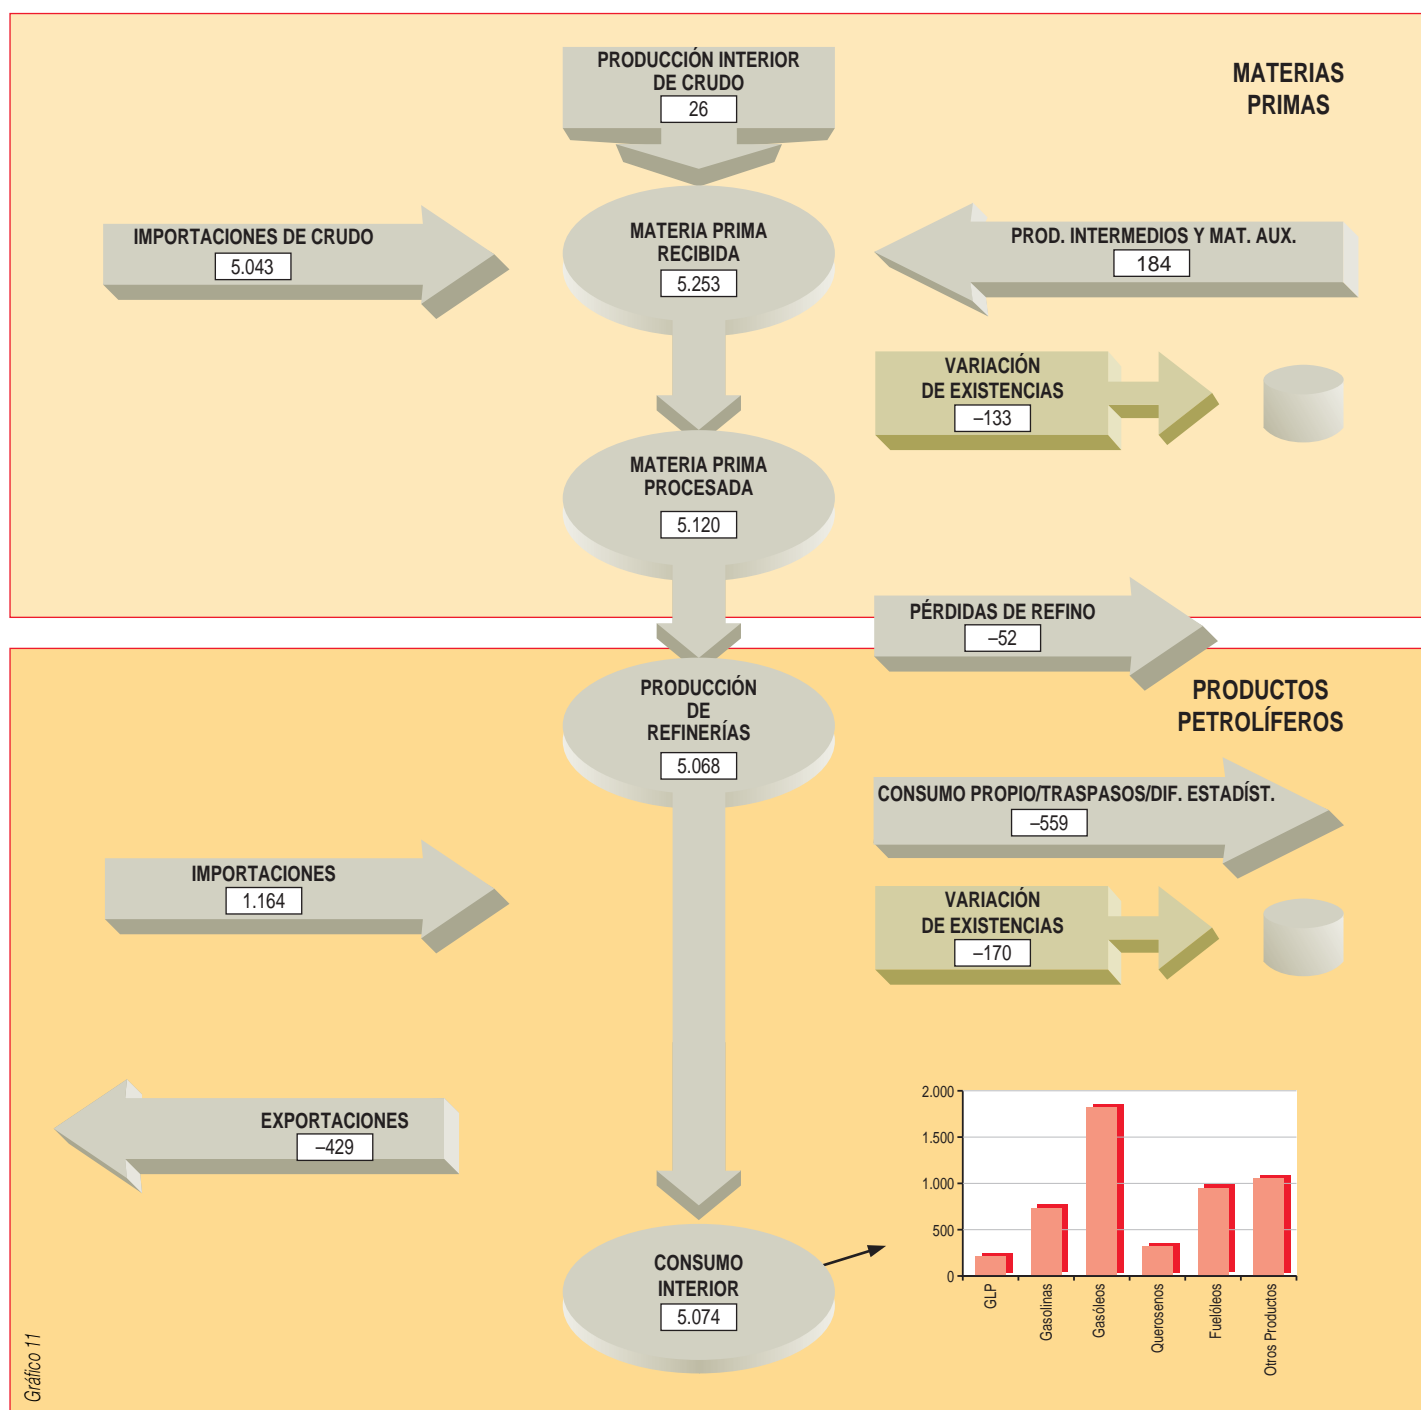 PRODUCCIÓN INTERIOR
DE CRUDO
26
MATERIAS
PRIMAS
IMPORTACIONES DE CRUDO
5.043
MATERIA PRIMA
RECIBIDA
5.253
PROD. INTERMEDIOS Y MAT. AUX.
184
VARIACIÓN
DE EXISTENCIAS
–133
MATERIA PRIMA
PROCESADA
5.120
PÉRDIDAS DE REFINO
–52
PRODUCTOS
PETROLÍFEROS
PRODUCCIÓN
DE
REFINERÍAS
5.068
CONSUMO PROPIO/TRASPASOS/DIF. ESTADÍST.
–559
IMPORTACIONES
1.164
VARIACIÓN
DE EXISTENCIAS
–170
EXPORTACIONES
–429
2.000
1.500
1.000
500
0
GLP
Gasolinas
Gasóleos
Querosenos
Fuelóleos
Otros Productos
CONSUMO
INTERIOR
5.074
Gráfico 11